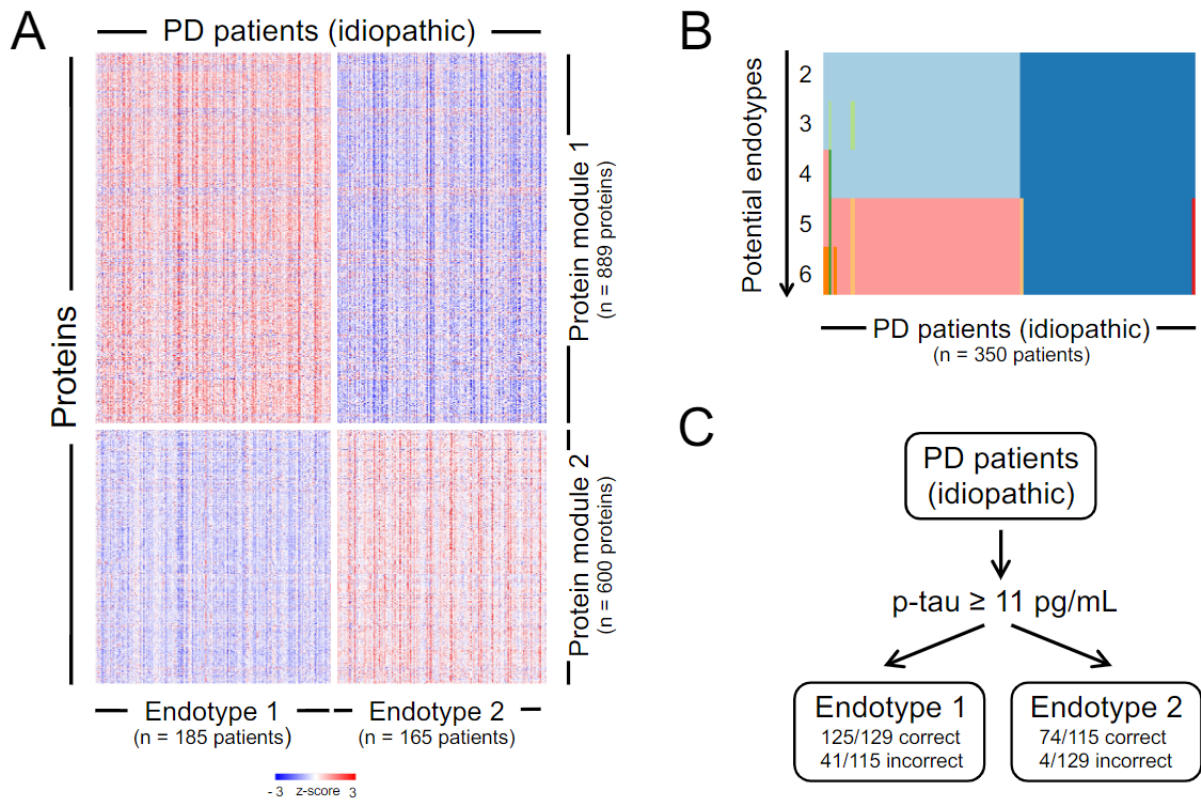 A
PD patients (idiopathic)
Proteins
Protein module 1
(n = 889 proteins)
Protein module 2
(n = 600 proteins)
Endotype 1
(n = 185 patients)
Endotype 2
(n = 165 patients)
- 3 z-score 3
B
Potential endotypes
2
3
4
5
6
PD patients (idiopathic)
(n = 350 patients)
C
PD patients
(idiopathic)
p-tau ≥ 11 pg/mL
Endotype 1
125/129 correct
41/115 incorrect
Endotype 2
74/115 correct
4/129 incorrect